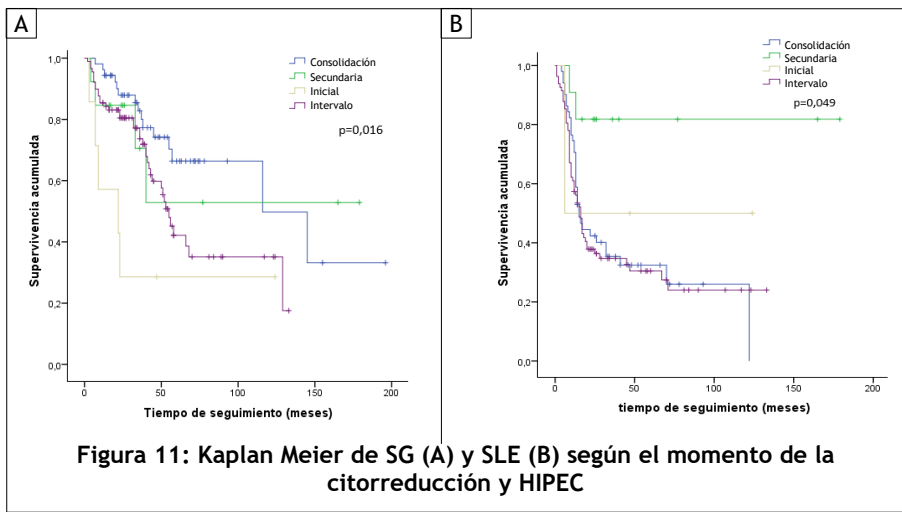 A
Consolidación
Secundaria
Inicial
Intervalo
p=0,016
Supervivencia acumulada
1,0
0,8
0,6
0,4
0,2
0,0
0
50
100
150
200
Tiempo de seguimiento (meses)
B
Consolidación
Secundaria
Inicial
Intervalo
p=0,049
Supervivencia acumulada
1,0
0,8
0,6
0,4
0,2
0,0
0
50
100
150
200
tiempo de seguimiento (meses)
Figura 11: Kaplan Meier de SG (A) y SLE (B) según el momento de la
citorreducción y HIPEC